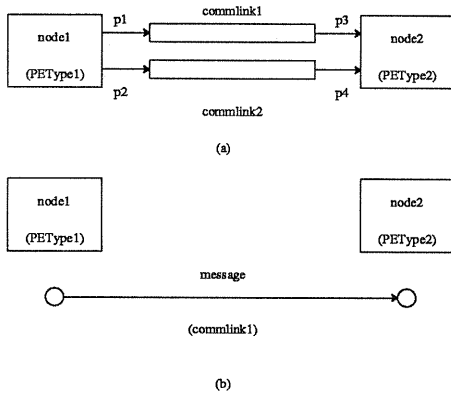 commlink1
node1
p1
p3
node2
(PEType1)
(PEType2)
p2
p4
commlink2
(a)
node1
node2
(PEType1)
(PEType2)
message
(commlink1)
(b)